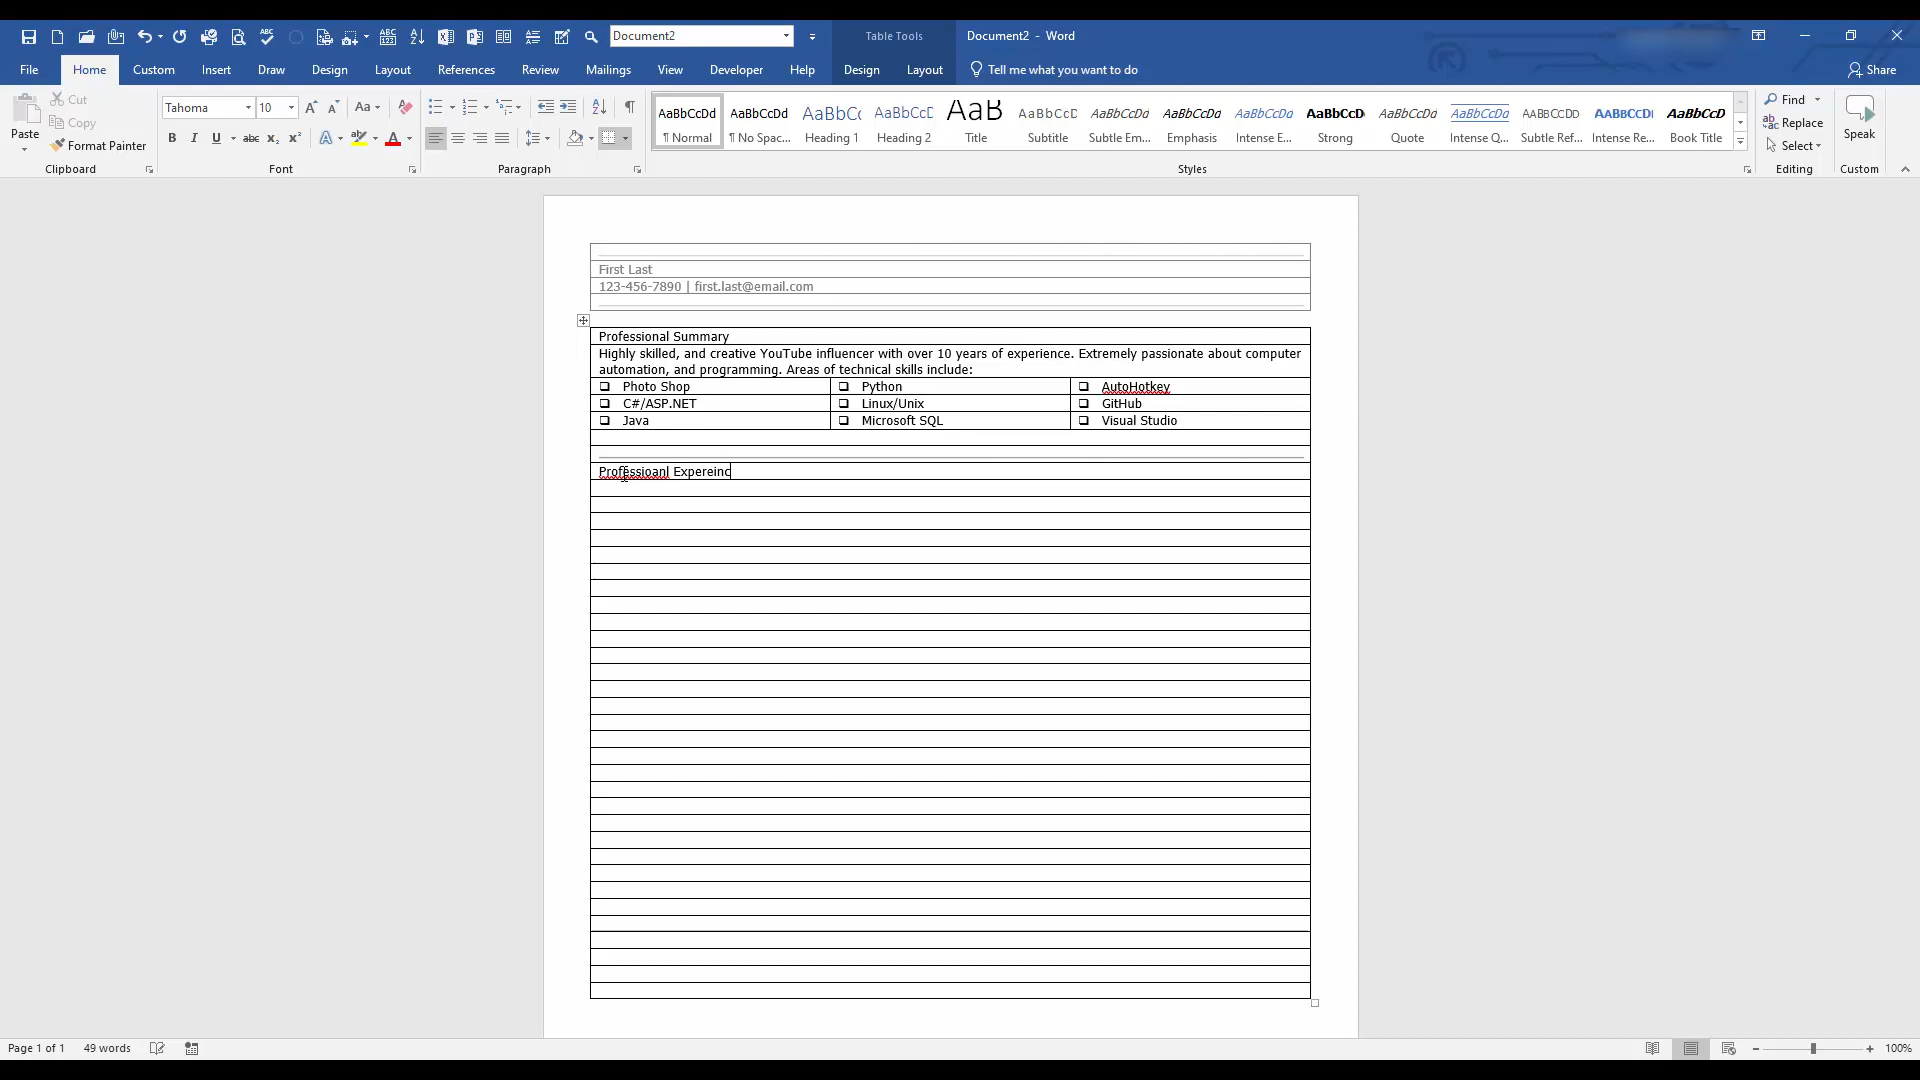 Document2
Table Tools
Document2 - Word
File
Home
Custom
Insert
Draw
Design
Layout
References
Review
Mailings
View
Developer
Help
Design
Layout
Tell me what you want to do
Share
Paste
Cut
Copy
Format Painter
Clipboard
Tahoma
10
Font
Paragraph
AaBbCcDd
¶ Normal
AaBbCcDd
¶ No Spac...
AaBbCc
Heading 1
AaBbCcD
Heading 2
AaB
Title
AaBbCcD
Subtitle
AaBbCcDd
Subtle Em...
AaBbCcDd
Emphasis
AaBbCcDd
Intense E...
AaBbCcDc
Strong
AaBbCcDd
Quote
AaBbCcDd
Intense Q...
AaBbCcDD
Subtle Ref...
AaBbCcDd
Intense Re...
AaBbCcD
Book Title
Styles
Find
Replace
Select
Editing
Speak
Custom
First Last
123-456-7890 | first.last@email.com
Professional Summary
Highly skilled, and creative YouTube influencer with over 10 years of experience. Extremely passionate about computer
automation, and programming. Areas of technical skills include:
❑ Photo Shop
❑ Python
❑ AutoHotkey
❑ C#/ASP.NET
❑ Linux/Unix
❑ GitHub
❑ Java
❑ Microsoft SQL
❑ Visual Studio
Professioanl Expereinc
Page 1 of 1
49 words
100%